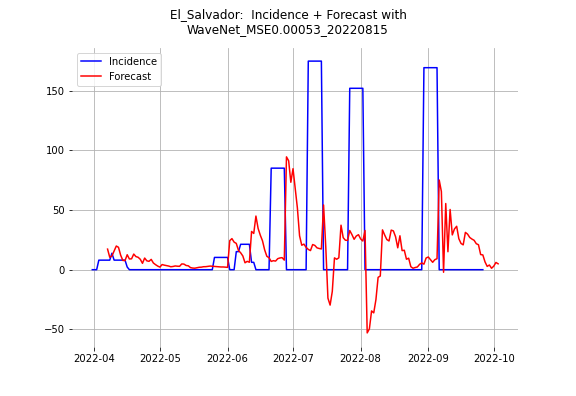 El_Salvador:  Incidence + Forecast with
WaveNet_MSE0.00053_20220815
Incidence
Forecast
150
100
50
0
−50
2022-04 2022-05 2022-06 2022-07 2022-08 2022-09 2022-10